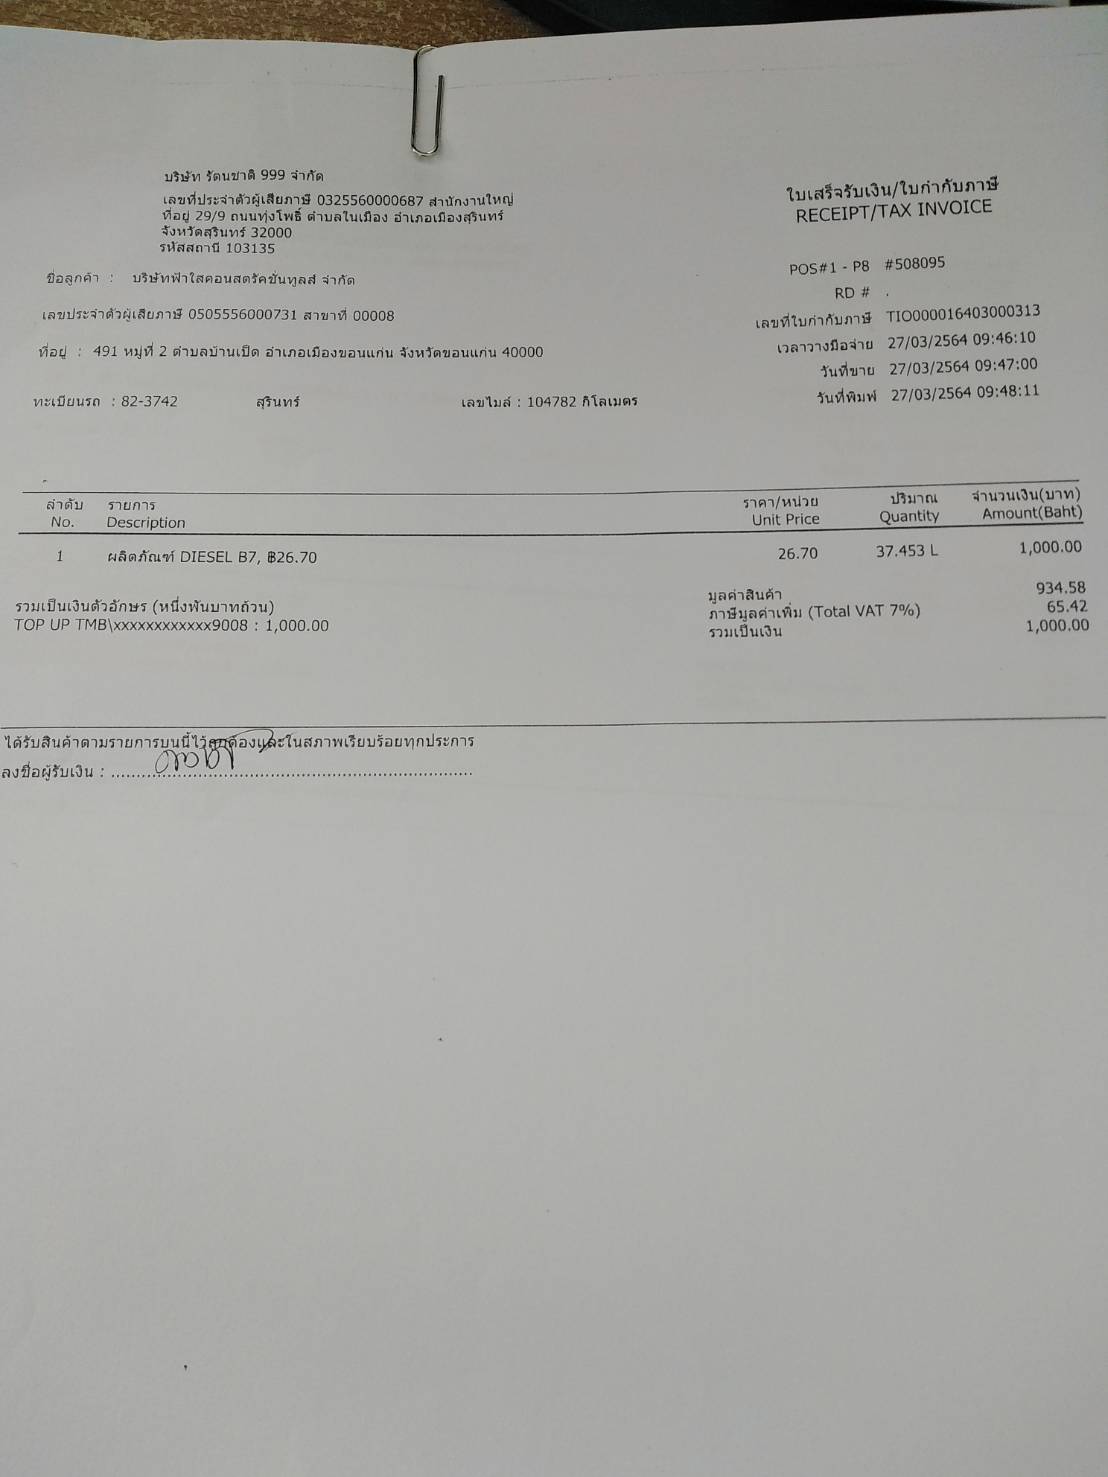 บริษัท รัตนชาติ 999 จำกัด
เลขที่ประจำตัวผู้เสียภาษี 0325560000687 สำนักงานใหญ่
ที่อยู่ 29/9 ถนนทุ่งโพธิ์ ตำบลในเมือง อำเภอเมืองสุรินทร์
จังหวัดสุรินทร์ 32000
รหัสสถานี 103135
ใบเสร็จรับเงิน/ใบกำกับภาษี
RECEIPT/TAX INVOICE
ชื่อลูกค้า : บริษัทฟ้าใสคอนสตรัคชั่นทูลส์ จำกัด
เลขประจำตัวผู้เสียภาษี 0505556000731 สาขาที่ 00008
ที่อยู่ : 491 หมู่ที่ 2 ตำบลบ้านเป็ด อำเภอเมืองขอนแก่น จังหวัดขอนแก่น 40000
ทะเบียนรถ : 82-3742 สุรินทร์ เลขไมล์ : 104782 กิโลเมตร
POS#1 - P8 #508095
RD # .
เลขที่ใบกำกับภาษี TIO000016403000313
เวลาวางมือจ่าย 27/03/2564 09:46:10
วันที่ขาย 27/03/2564 09:47:00
วันที่พิมพ์ 27/03/2564 09:48:11
ลำดับ รายการ ราคา/หน่วย ปริมาณ จำนวนเงิน(บาท)
No. Description Unit Price Quantity Amount(Baht)
1 ผลิตภัณฑ์ DIESEL B7, ฿26.70 26.70 37.453 L 1,000.00
มูลค่าสินค้า 934.58
รวมเป็นเงินตัวอักษร (หนึ่งพันบาทถ้วน) ภาษีมูลค่าเพิ่ม (Total VAT 7%) 65.42
TOP UP TMB\xxxxxxxxxxxx9008 : 1,000.00 รวมเป็นเงิน 1,000.00
ได้รับสินค้าตามรายการบนนี้ไว้ถูกต้องและในสภาพเรียบร้อยทุกประการ
ลงชื่อผู้รับเงิน : ........................................................................